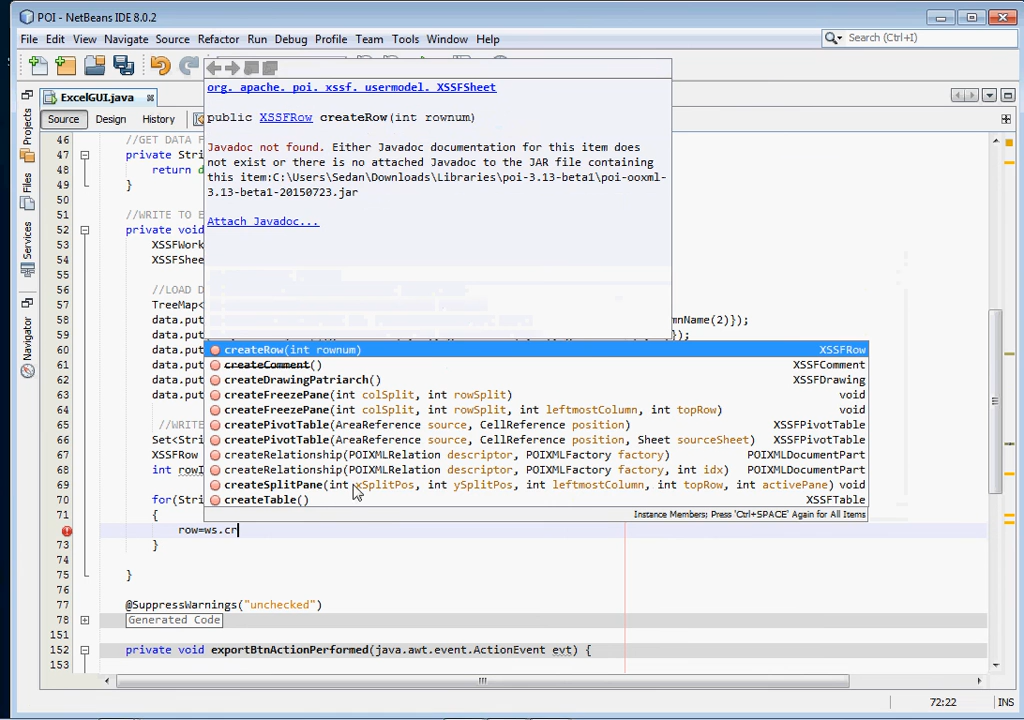 POI - NetBeans IDE 8.0.2
File Edit View Navigate Source Refactor Run Debug Profile Team Tools Window Help
Search (Ctrl+I)
ExcelGUI.java
Source Design History
Projects
Files
Services
Navigator
org. apache. poi. xssf. usermodel. XSSFSheet
public XSSFRow createRow(int rownum)
Javadoc not found. Either Javadoc documentation for this item does
not exist or there is no attached Javadoc to the JAR file containing
this item:C:\Users\Sedan\Downloads\Libraries\poi-3.13-beta1\poi-ooxml-
3.13-beta1-20150723.jar
Attach Javadoc...
46 //GET DATA F
47 private Stri
48 return d
49 }
50
51 //WRITE TO E
52 private void
53 XSSFWork
54 XSSFShee
55
56 //LOAD D
57 TreeMap<
58 data.put mnName(2)});
59 data.put });
60 data.put
61 data.put
62 data.put
63 data.put
64
65 //WRITE
66 Set<Stri
67 XSSFRow
68 int rowI
69
70 for(Stri
71 {
row=ws.cr
73 }
74
75 }
76
77 @SuppressWarnings("unchecked")
78 Generated Code
151
152 private void exportBtnActionPerformed(java.awt.event.ActionEvent evt) {
153
createRow(int rownum) XSSFRow
createComment() XSSFComment
createDrawingPatriarch() XSSFDrawing
createFreezePane(int colSplit, int rowSplit) void
createFreezePane(int colSplit, int rowSplit, int leftmostColumn, int topRow) void
createPivotTable(AreaReference source, CellReference position) XSSFPivotTable
createPivotTable(AreaReference source, CellReference position, Sheet sourceSheet) XSSFPivotTable
createRelationship(POIXMLRelation descriptor, POIXMLFactory factory) POIXMLDocumentPart
createRelationship(POIXMLRelation descriptor, POIXMLFactory factory, int idx) POIXMLDocumentPart
createSplitPane(int xSplitPos, int ySplitPos, int leftmostColumn, int topRow, int activePane) void
createTable() XSSFTable
Instance Members; Press 'Ctrl+SPACE' Again for All Items
72:22 INS